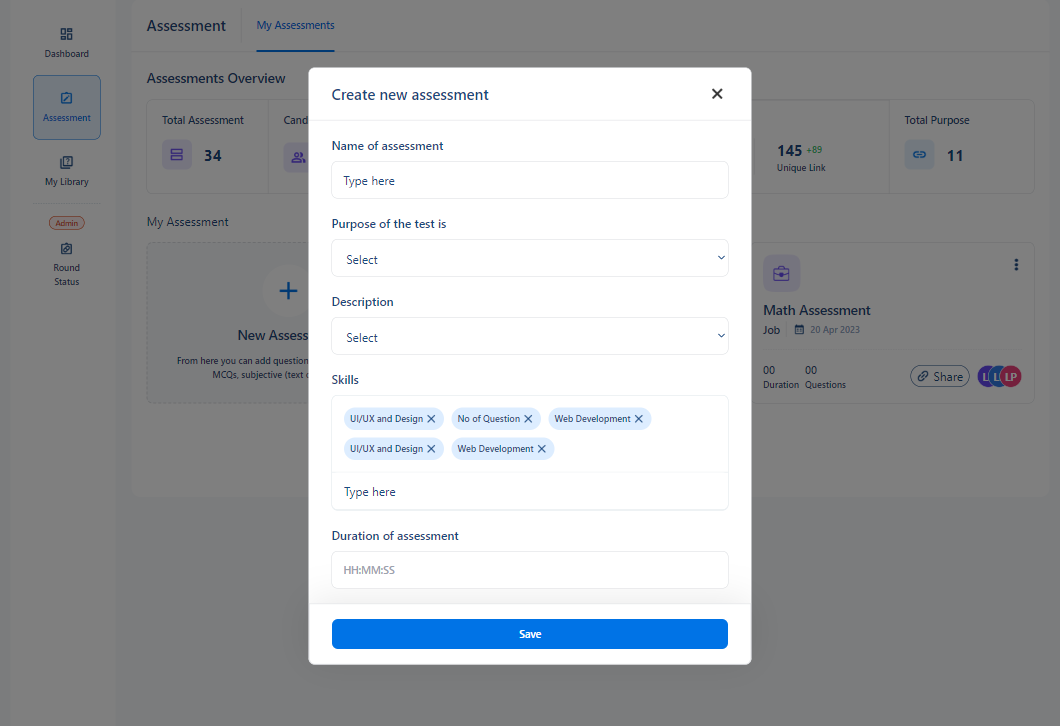 Dashboard
Assessment
My Library
Admin
Round
Status
Assessment
My Assessments
Assessments Overview
Total Assessment
34
Cand
145 +89
Unique Link
Total Purpose
11
My Assessment
New Assess
From here you can add question
MCQs, subjective (text
Math Assessment
Job
20 Apr 2023
00
Duration
00
Questions
Share
L
L
LP
Create new assessment
Name of assessment
Type here
Purpose of the test is
Select
Description
Select
Skills
UI/UX and Design No of Question Web Development
UI/UX and Design Web Development
Type here
Duration of assessment
HH:MM:SS
Save